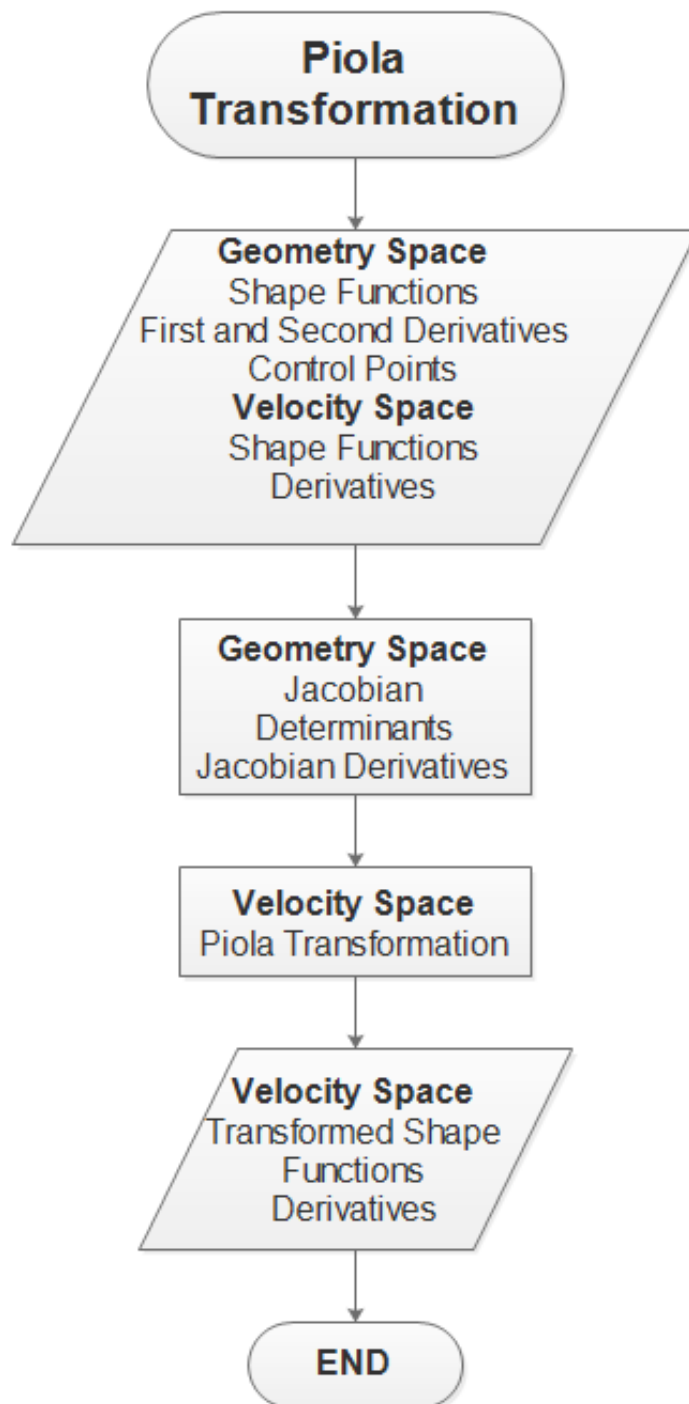 Piola
Transformation
Geometry Space
Shape Functions
First and Second Derivatives
Control Points
Velocity Space
Shape Functions
Derivatives
Geometry Space
Jacobian
Determinants
Jacobian Derivatives
Velocity Space
Piola Transformation
Velocity Space
Transformed Shape
Functions
Derivatives
END